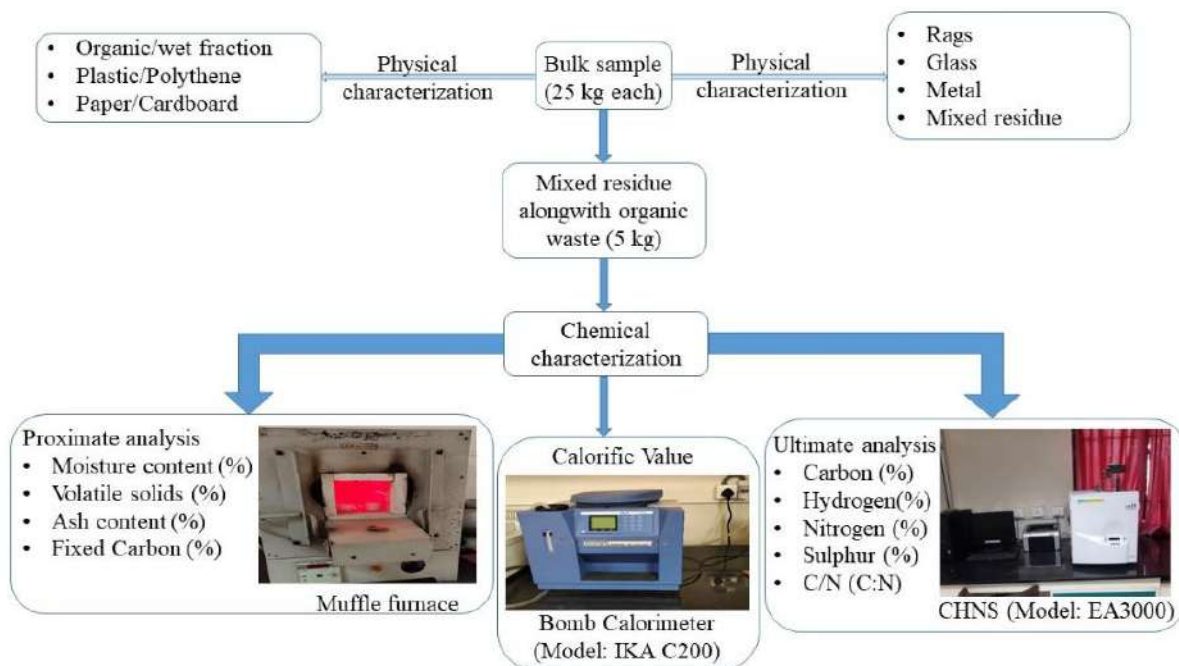 • Organic/wet fraction
• Plastic/Polythene
• Paper/Cardboard
Physical
characterization
Bulk sample
(25 kg each)
Physical
characterization
• Rags
• Glass
• Metal
• Mixed residue
Mixed residue
alongwith organic
waste (5 kg)
Chemical
characterization
Proximate analysis
• Moisture content (%)
• Volatile solids (%)
• Ash content (%)
• Fixed Carbon (%)
Muffle furnace
Calorific Value
Bomb Calorimeter
(Model: IKA C200)
Ultimate analysis
• Carbon (%)
• Hydrogen(%)
• Nitrogen (%)
• Sulphur (%)
• C/N (C:N)
CHNS (Model: EA3000)